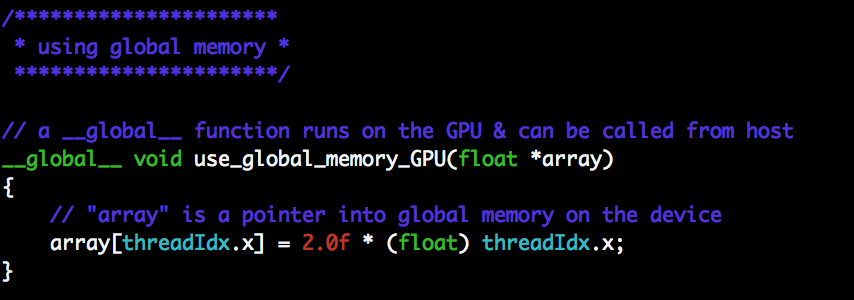 /**********************
 * using global memory *
 **********************/
// a __global__ function runs on the GPU & can be called from host
__global__ void use_global_memory_GPU(float *array)
{
    // "array" is a pointer into global memory on the device
    array[threadIdx.x] = 2.0f * (float) threadIdx.x;
}